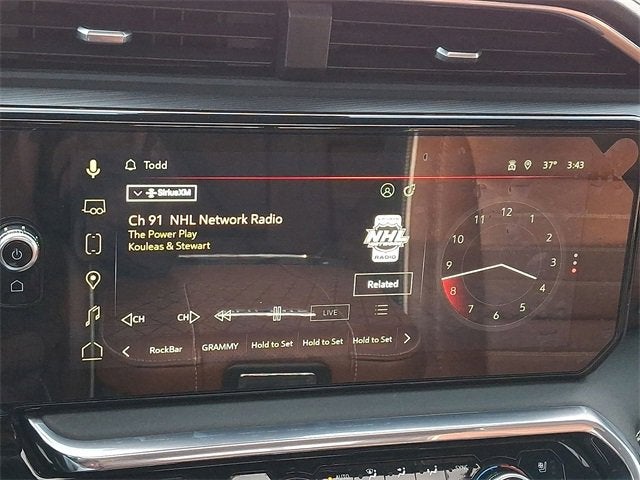 Todd
37° 3:43
SiriusXM
Ch 91 NHL Network Radio
The Power Play
Kouleas & Stewart
NHL
RADIO
Related
CH CH LIVE
RockBar GRAMMY Hold to Set Hold to Set Hold to Set
12
1
2
3
4
5
6
7
8
9
10
11
AUTO
SYNC